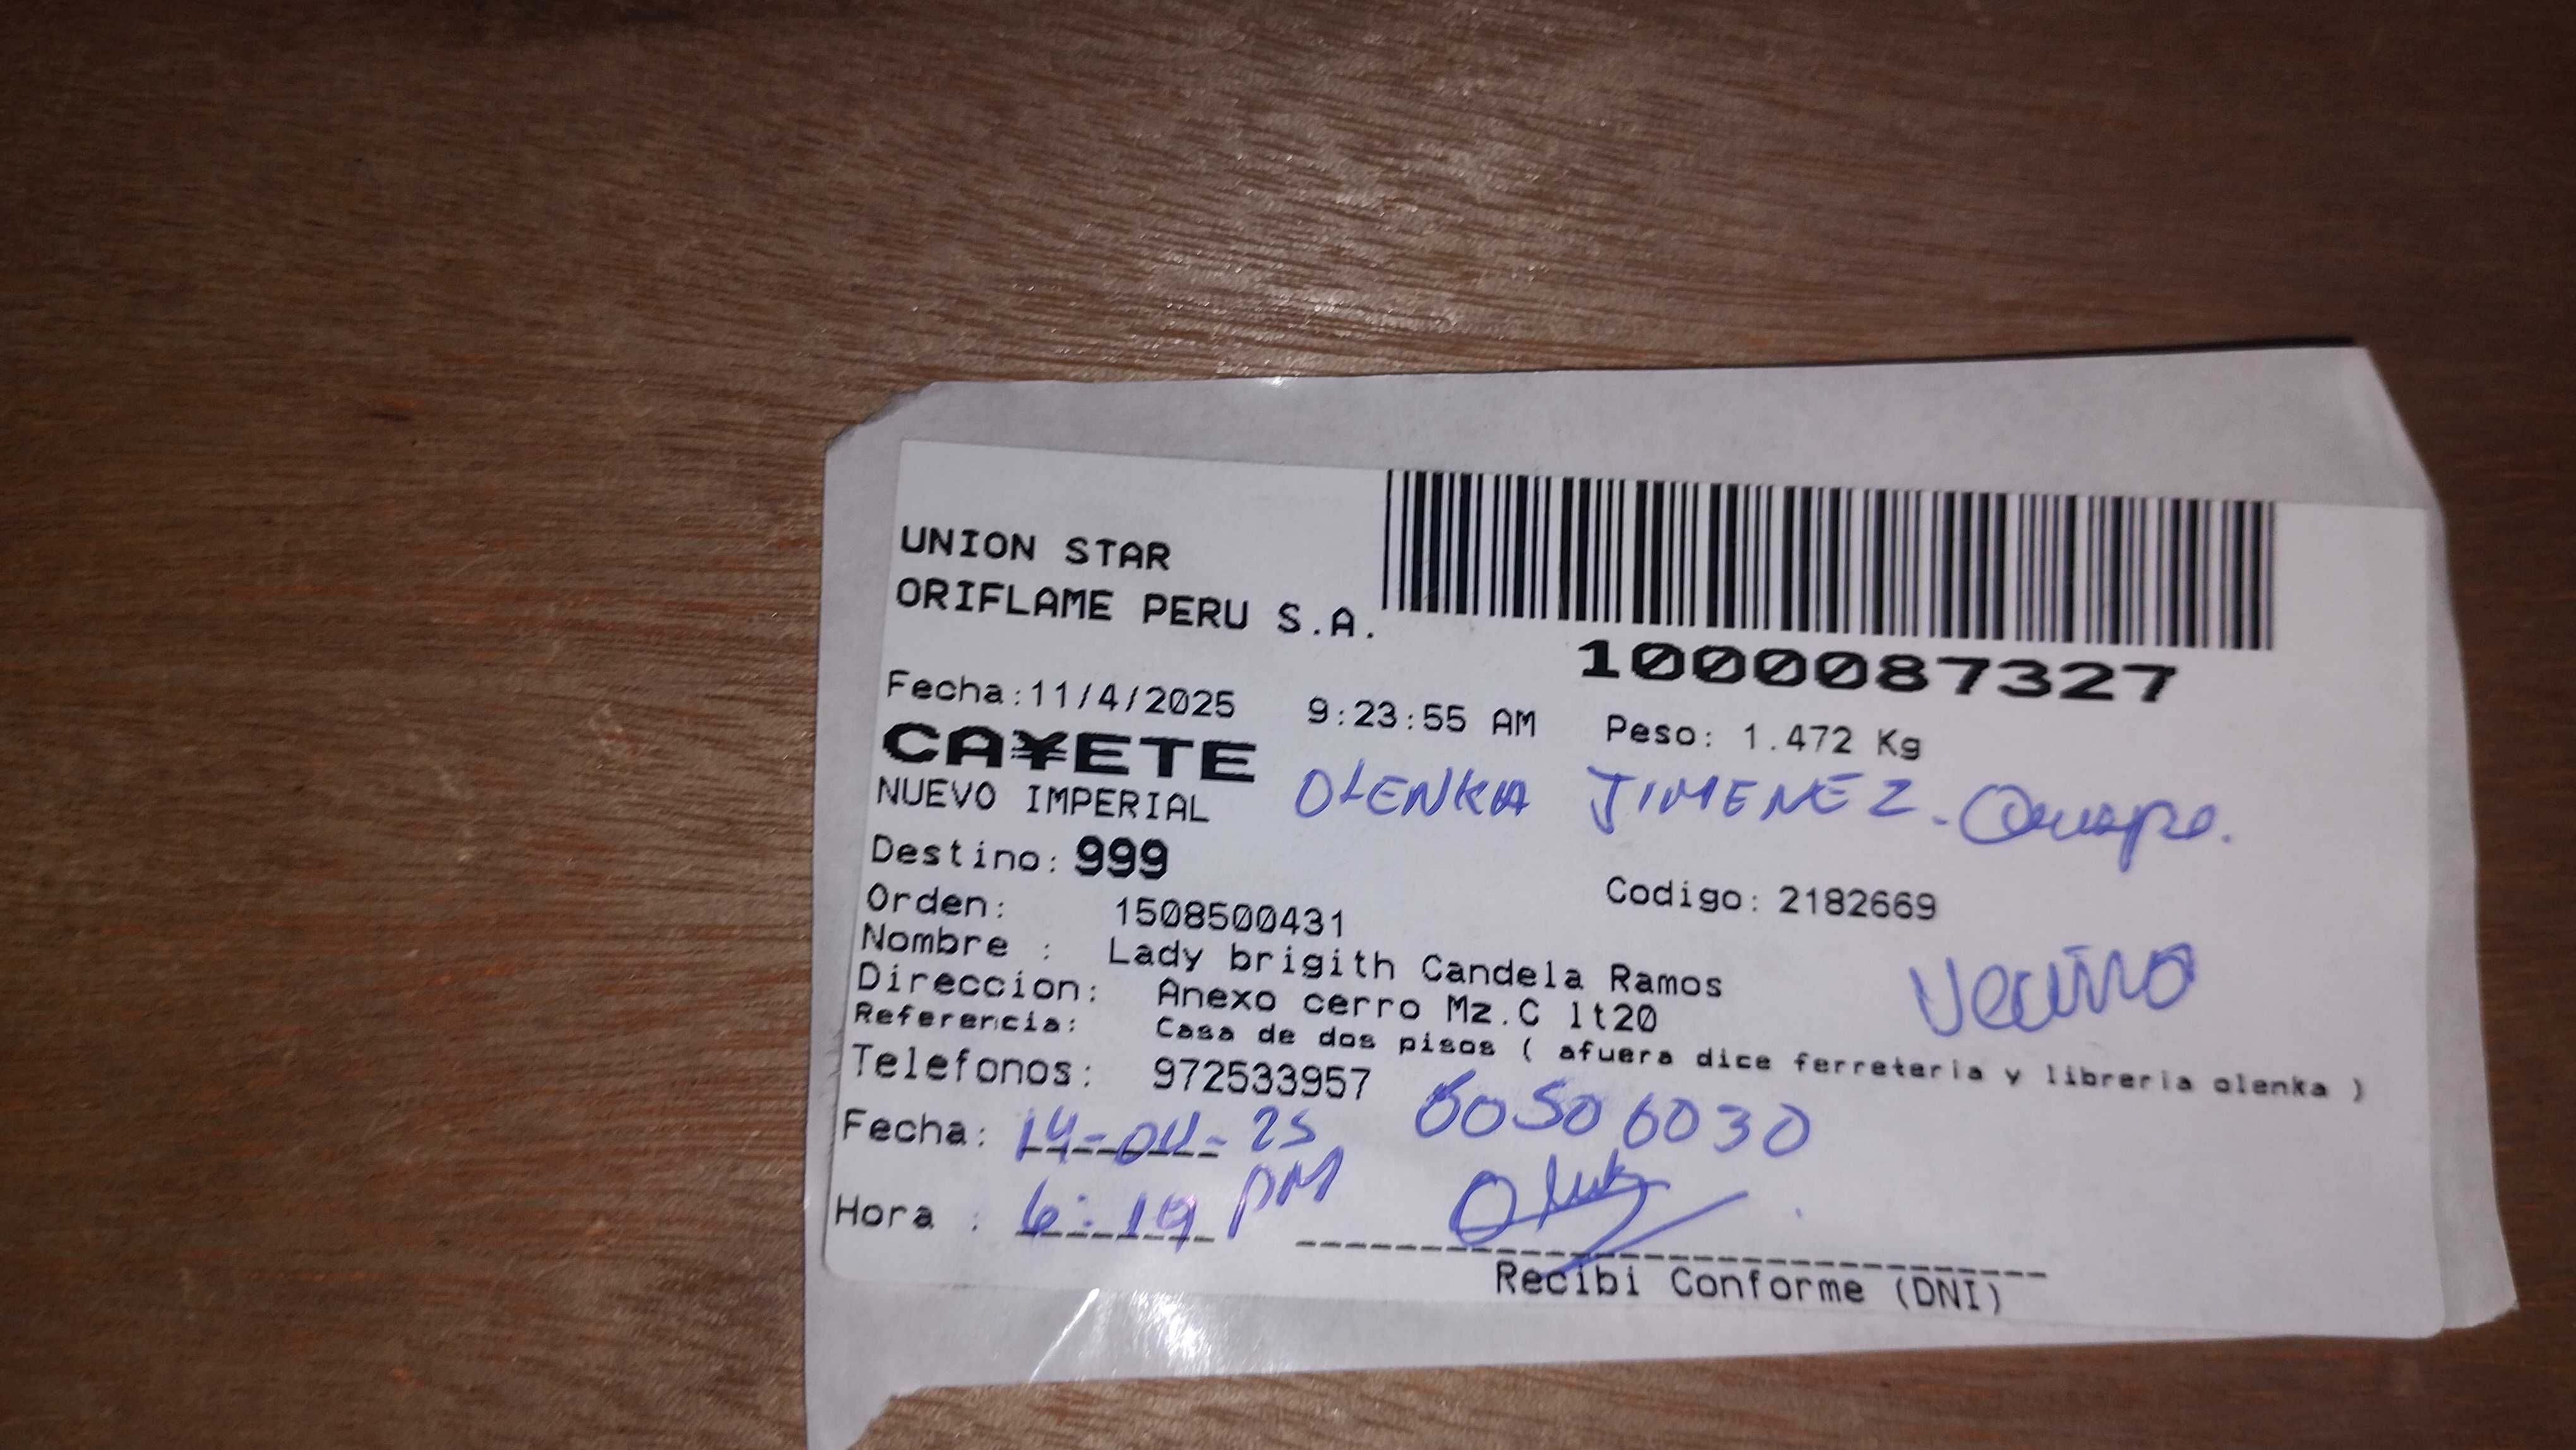 UNION STAR
ORIFLAME PERU S.A.
1000087327
Fecha:11/4/2025 9:23:55 AM Peso: 1.472 Kg
CA¥ETE
NUEVO IMPERIAL OLENKA JIMENEZ.
Destino: 999
Orden: 1508500431 Codigo: 2182669
Nombre : Lady brigith Candela Ramos
Direccion: Anexo cerro Mz.C lt20
Referencia: Casa de dos pisos ( afuera dice ferreteria y libreria olenka )
Telefonos: 972533957
Fecha: 14-04-25 60506030
Hora : 6:19 PM
Recibi Conforme (DNI)